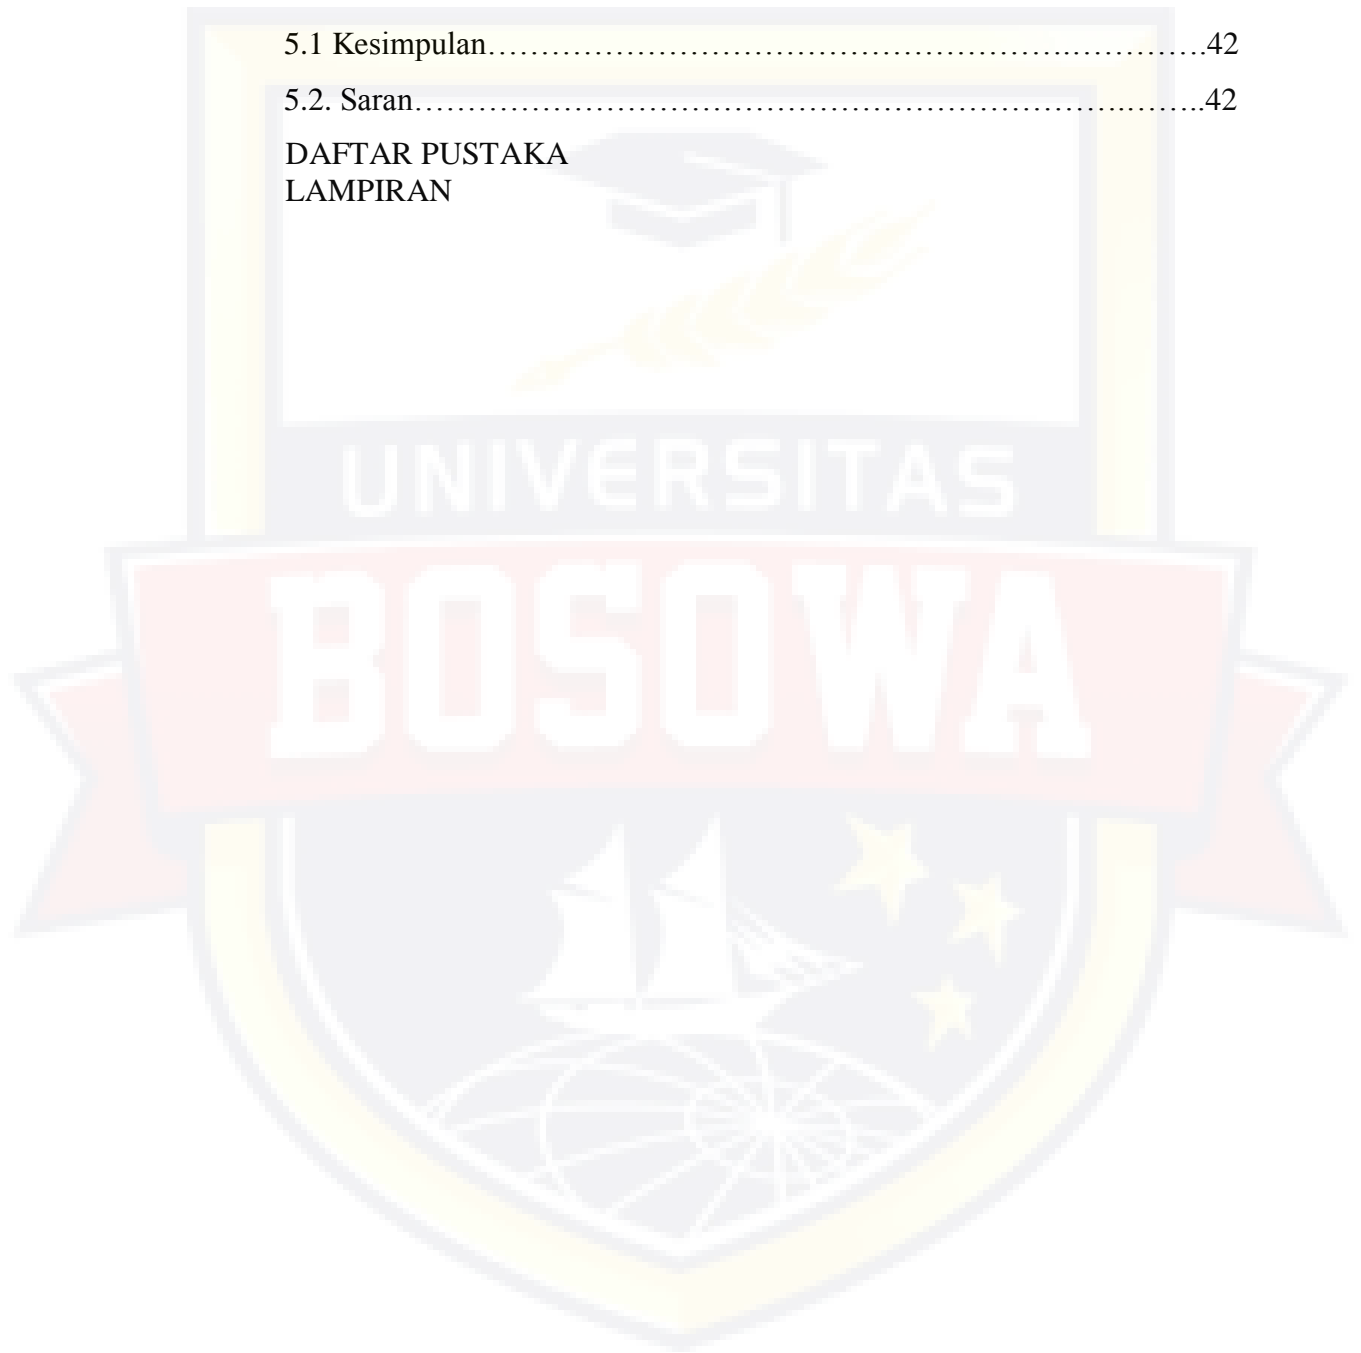 5.1 Kesimpulan……………………………………………………………….42
5.2. Saran……………………………………………………………………..42
DAFTAR PUSTAKA
LAMPIRAN
UNIVERSITAS
BOSOWA